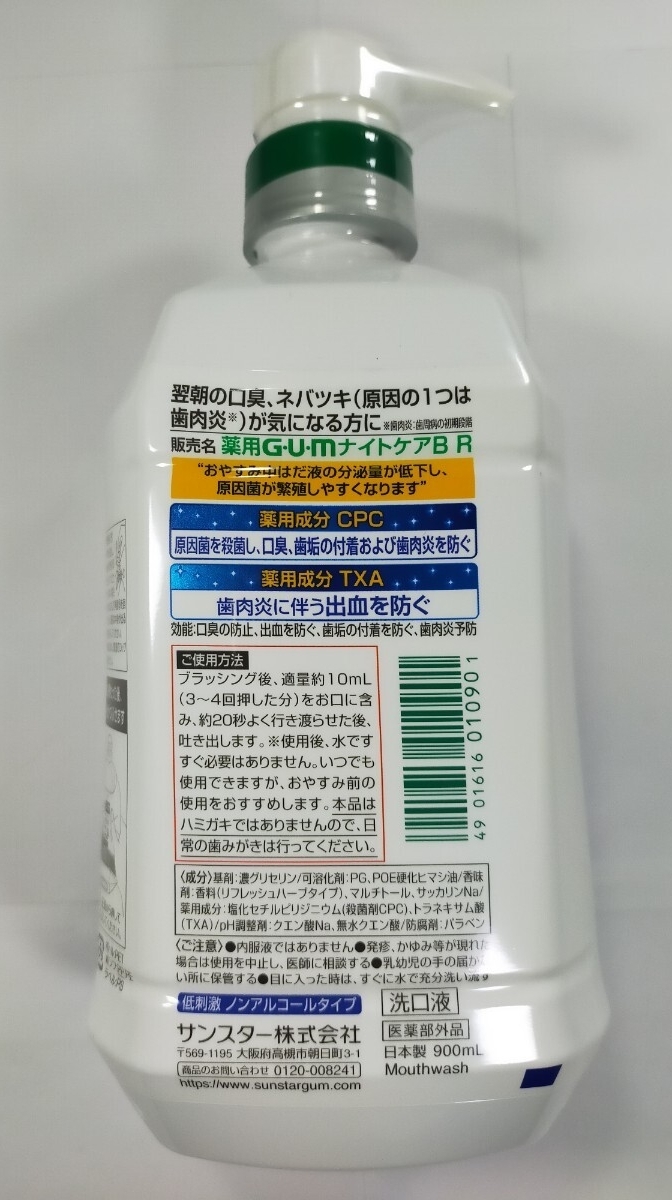 翌朝の口臭、ネバツキ(原因の1つは
歯肉炎※)が気になる方に ※歯肉炎:歯周病の初期段階
販売名 薬用G·U·mナイトケアB R
“おやすみ中はだ液の分泌量が低下し、
原因菌が繁殖しやすくなります”
薬用成分 CPC
原因菌を殺菌し、口臭、歯垢の付着および歯肉炎を防ぐ
薬用成分 TXA
歯肉炎に伴う出血を防ぐ
効能:口臭の防止、出血を防ぐ、歯垢の付着を防ぐ、歯肉炎予防
ご使用方法
ブラッシング後、適量約10mL
(3〜4回押した分)をお口に含
み、約20秒よく行き渡らせた後、
吐き出します。※使用後、水です
すぐ必要はありません。いつでも
使用できますが、おやすみ前の
使用をおすすめします。本品は
ハミガキではありませんので、日
常の歯みがきは行ってください。
4901616010901
〈成分〉基剤:濃グリセリン/可溶化剤:PG、POE硬化ヒマシ油/香味
剤:香料(リフレッシュハーブタイプ)、マルチトール、サッカリンNa/
薬用成分:塩化セチルピリジニウム(殺菌剤CPC)、トラネキサム酸
(TXA)/pH調整剤:クエン酸Na、無水クエン酸/防腐剤:パラベン
〈ご注意〉●内服液ではありません●発疹、かゆみ等が現れた
場合は使用を中止し、医師に相談する●乳幼児の手の届か
い所に保管する●目に入った時は、すぐに水で充分洗い流す
低刺激 ノンアルコールタイプ
洗口液
サンスター株式会社
医薬部外品
〒569-1195 大阪府高槻市朝日町3-1
日本製 900mL
商品のお問い合わせ 0120-008241
Mouthwash
https://www.sunstargum.com